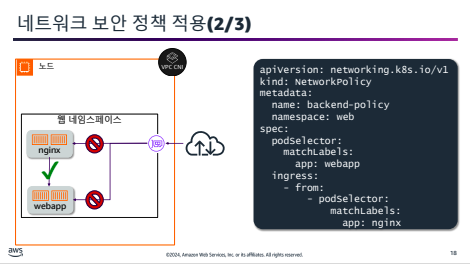 네트워크 보안 정책 적용(2/3)
노드
VPC CNI
웹 네임스페이스
nginx
webapp
apiVersion: networking.k8s.io/v1
kind: NetworkPolicy
metadata:
  name: backend-policy
  namespace: web
spec:
  podSelector:
    matchLabels:
      app: webapp
  ingress:
    - from:
        - podSelector:
            matchLabels:
              app: nginx
aws
©2024, Amazon Web Services, Inc. or its affiliates. All rights reserved.
18